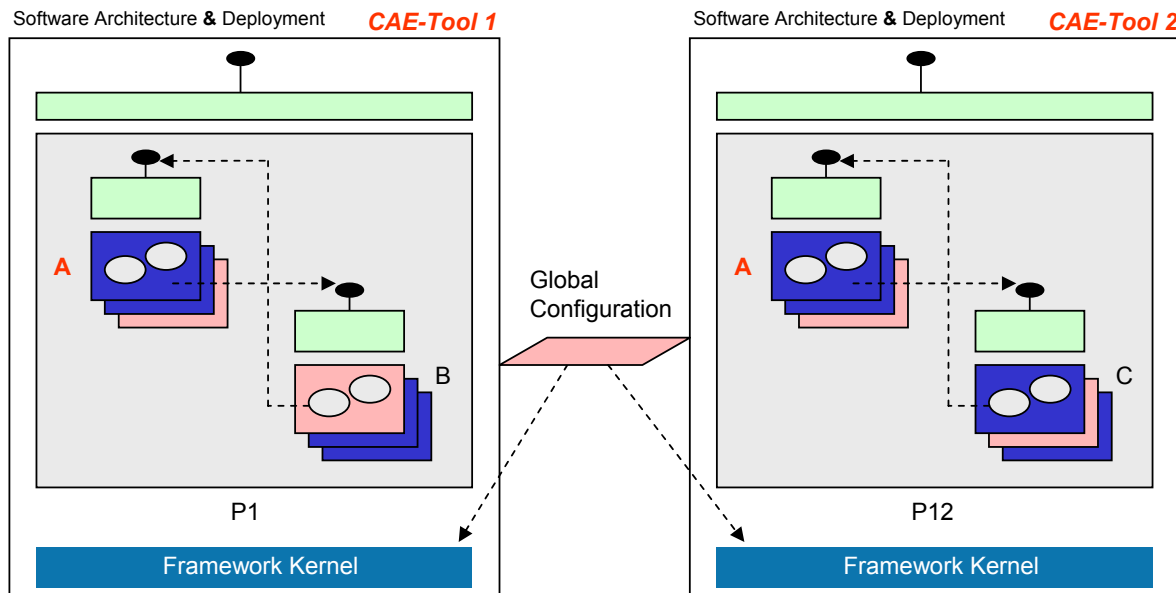 Software Architecture & Deployment
CAE-Tool 1
A
B
P1
Framework Kernel
Global
Configuration
Software Architecture & Deployment
CAE-Tool 2
A
C
P12
Framework Kernel